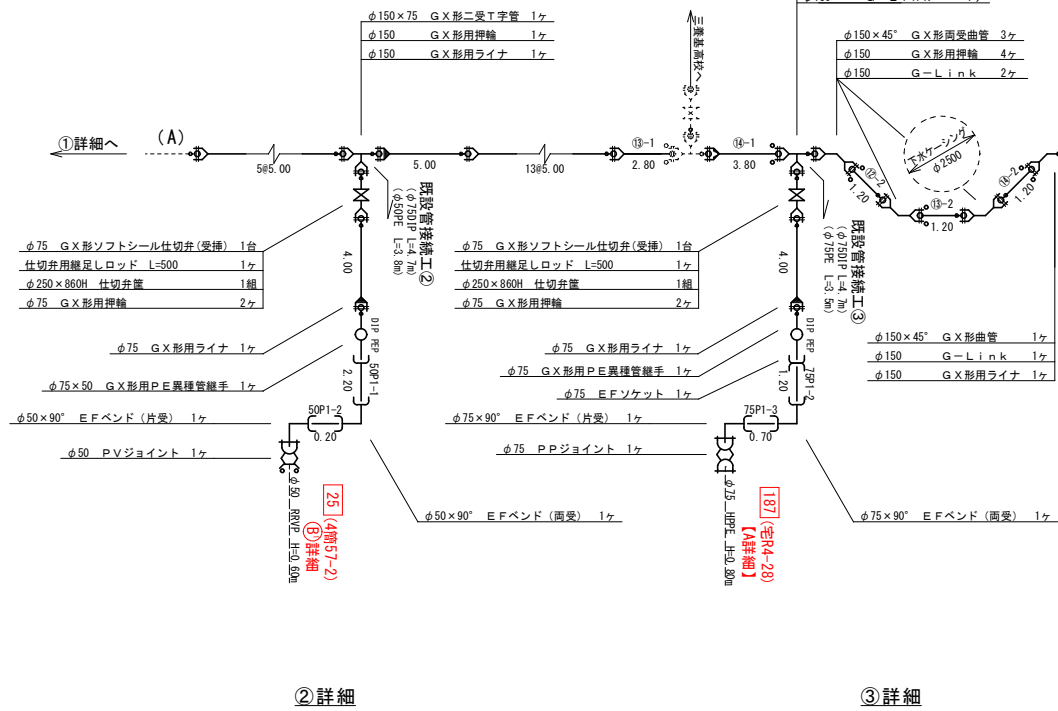 φ150×75 GX形二受T字管 1ヶ
φ150 GX形用押輪 1ヶ
φ150 GX形用ライナ 1ヶ
三養基高校へ
φ150×45° GX形両受曲管 3ヶ
φ150 GX形用押輪 4ヶ
φ150 G-Link 2ヶ
①詳細へ
(A)
5@5.00
5.00
13@5.00
⑬-1
2.80
⑭-1
3.80
下水ケーシング
φ2500
⑫-2
1.20
⑬-2
1.20
⑭-2
1.20
既設管接続工②
(φ75DIP L=4.7m)
(φ50PE L=3.8m)
既設管接続工③
(φ75DIP L=4.7m)
(φ75PE L=3.5m)
φ75 GX形ソフトシール仕切弁(受挿) 1台
仕切弁用継足しロッド L=500 1ヶ
φ250×860H 仕切弁筐 1組
φ75 GX形用押輪 2ヶ
4.00
φ75 GX形ソフトシール仕切弁(受挿) 1台
仕切弁用継足しロッド L=500 1ヶ
φ250×860H 仕切弁筐 1組
φ75 GX形用押輪 2ヶ
4.00
φ75 GX形用ライナ 1ヶ
DIP PEP
φ75×50 GX形用PE異種管継手 1ヶ
50P1-1
2.20
φ50×90° EFベンド(片受) 1ヶ
50P1-2
0.20
φ50 PVジョイント 1ヶ
φ50 RRVP H=0.60m
25 (4筒57-2)
Ⓑ詳細
φ50×90° EFベンド(両受) 1ヶ
φ75 GX形用ライナ 1ヶ
DIP PEP
φ75 GX形用PE異種管継手 1ヶ
φ75 EFソケット 1ヶ
75P1-2
1.20
φ75×90° EFベンド(片受) 1ヶ
75P1-3
0.70
φ75 PPジョイント 1ヶ
φ75 HPPE H=0.80m
187 (宅R4-28)
【A詳細】
φ75×90° EFベンド(両受) 1ヶ
φ150×45° GX形曲管 1ヶ
φ150 G-Link 1ヶ
φ150 GX形用ライナ 1ヶ
②詳細
③詳細